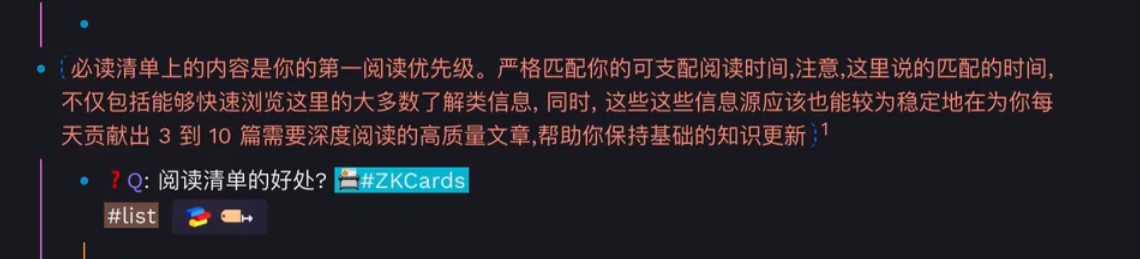 必读清单上的内容是你的第一阅读优先级。严格匹配你的可支配阅读时间,注意,这里说的匹配的时间,
不仅包括能够快速浏览这里的大多数了解类信息, 同时, 这些这些信息源应该也能较为稳定地在为你每
天贡献出 3 到 10 篇需要深度阅读的高质量文章,帮助你保持基础的知识更新 1
❓Q: 阅读清单的好处? 📇#ZKCards
#list